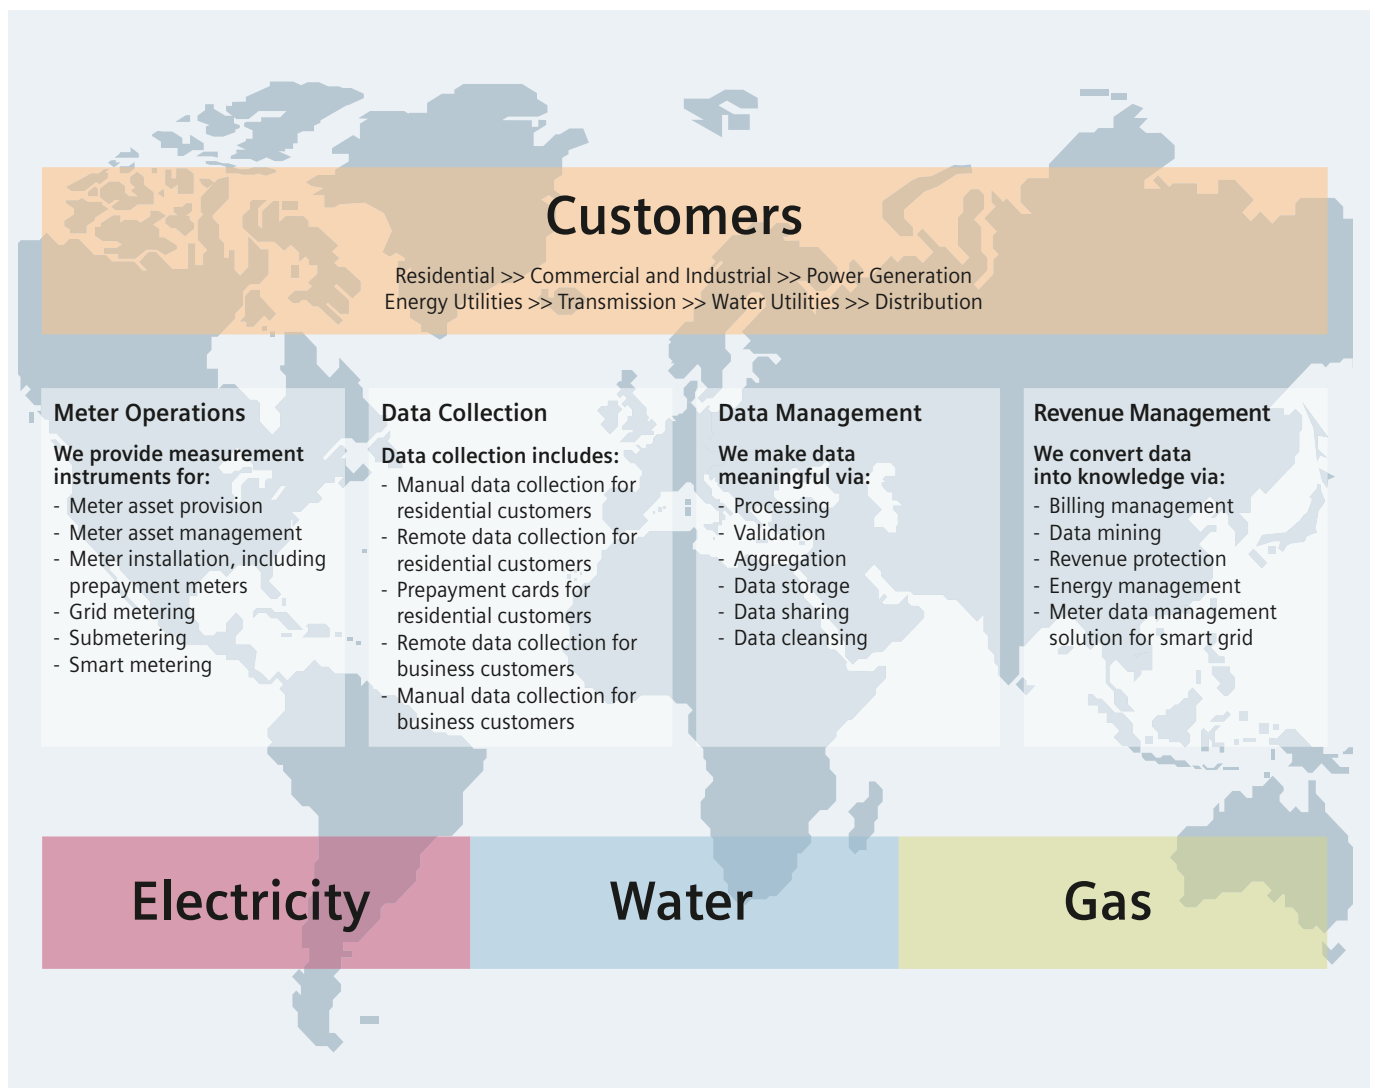 Customers
Residential >> Commercial and Industrial >> Power Generation
Energy Utilities >> Transmission >> Water Utilities >> Distribution
Meter Operations
We provide measurement
instruments for:
- Meter asset provision
- Meter asset management
- Meter installation, including
prepayment meters
- Grid metering
- Submetering
- Smart metering
Data Collection
Data collection includes:
- Manual data collection for
residential customers
- Remote data collection for
residential customers
- Prepayment cards for
residential customers
- Remote data collection for
business customers
- Manual data collection for
business customers
Data Management
We make data
meaningful via:
- Processing
- Validation
- Aggregation
- Data storage
- Data sharing
- Data cleansing
Revenue Management
We convert data
into knowledge via:
- Billing management
- Data mining
- Revenue protection
- Energy management
- Meter data management
solution for smart grid
Electricity
Water
Gas